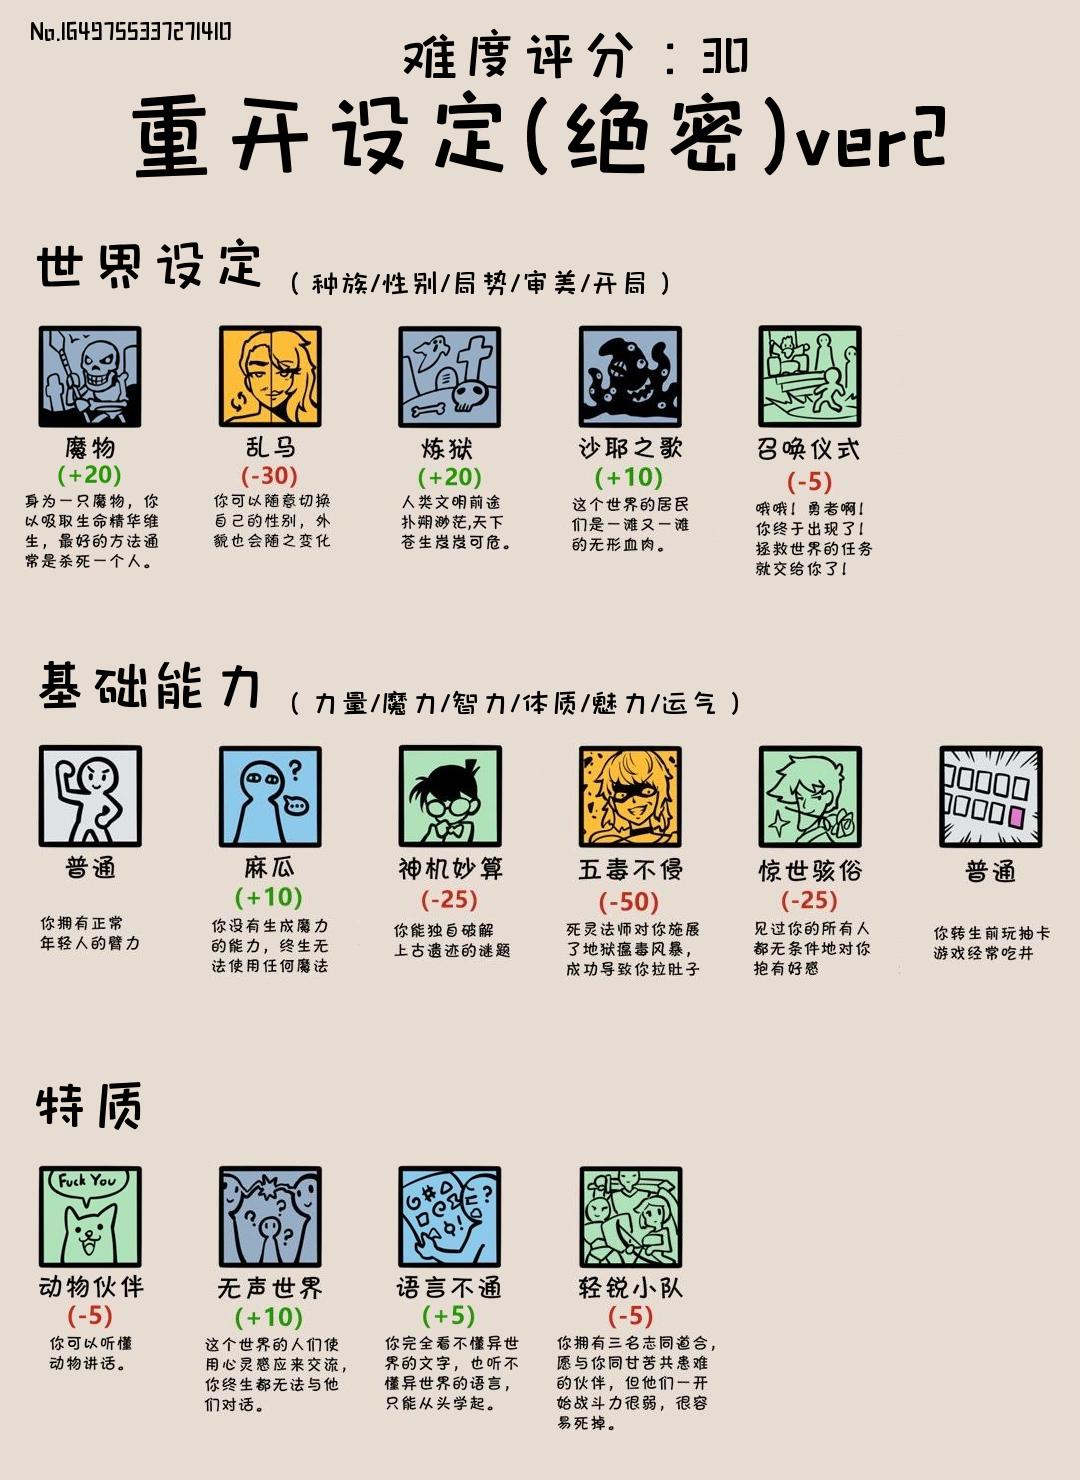 No.1649755337271410
难度评分：30
重开设定(绝密)ver2
世界设定 （种族/性别/局势/审美/开局）
魔物
(+20)
身为一只魔物，你
以吸取生命精华维
生，最好的方法通
常是杀死一个人。
乱马
(-30)
你可以随意切换
自己的性别，外
貌也会随之变化
炼狱
(+20)
人类文明前途
扑朔渺茫,天下
苍生岌岌可危。
沙耶之歌
(+10)
这个世界的居民
们是一滩又一滩
的无形血肉。
召唤仪式
(-5)
哦哦！勇者啊！
你终于出现了！
拯救世界的任务
就交给你了！
基础能力 （力量/魔力/智力/体质/魅力/运气）
普通
你拥有正常
年轻人的臂力
麻瓜
(+10)
你没有生成魔力
的能力，终生无
法使用任何魔法
神机妙算
(-25)
你能独自破解
上古遗迹的谜题
五毒不侵
(-50)
死灵法师对你施展
了地狱瘟毒风暴，
成功导致你拉肚子
惊世骇俗
(-25)
见过你的所有人
都无条件地对你
抱有好感
普通
你转生前玩抽卡
游戏经常吃井
特质
Fuck You
动物伙伴
(-5)
你可以听懂
动物讲话。
无声世界
(+10)
这个世界的人们使
用心灵感应来交流，
你终生都无法与他
们对话。
语言不通
(+5)
你完全看不懂异世
界的文字，也听不
懂异世界的语言，
只能从头学起。
轻锐小队
(-5)
你拥有三名志同道合，
愿与你同甘苦共患难
的伙伴，但他们一开
始战斗力很弱，很容
易死掉。